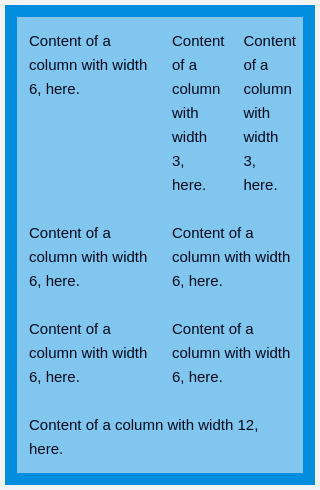 Content of a
column with width
6, here.
Content
of a
column
with
width
3,
here.
Content
of a
column
with
width
3,
here.
Content of a
column with width
6, here.
Content of a
column with width
6, here.
Content of a
column with width
6, here.
Content of a
column with width
6, here.
Content of a column with width 12,
here.